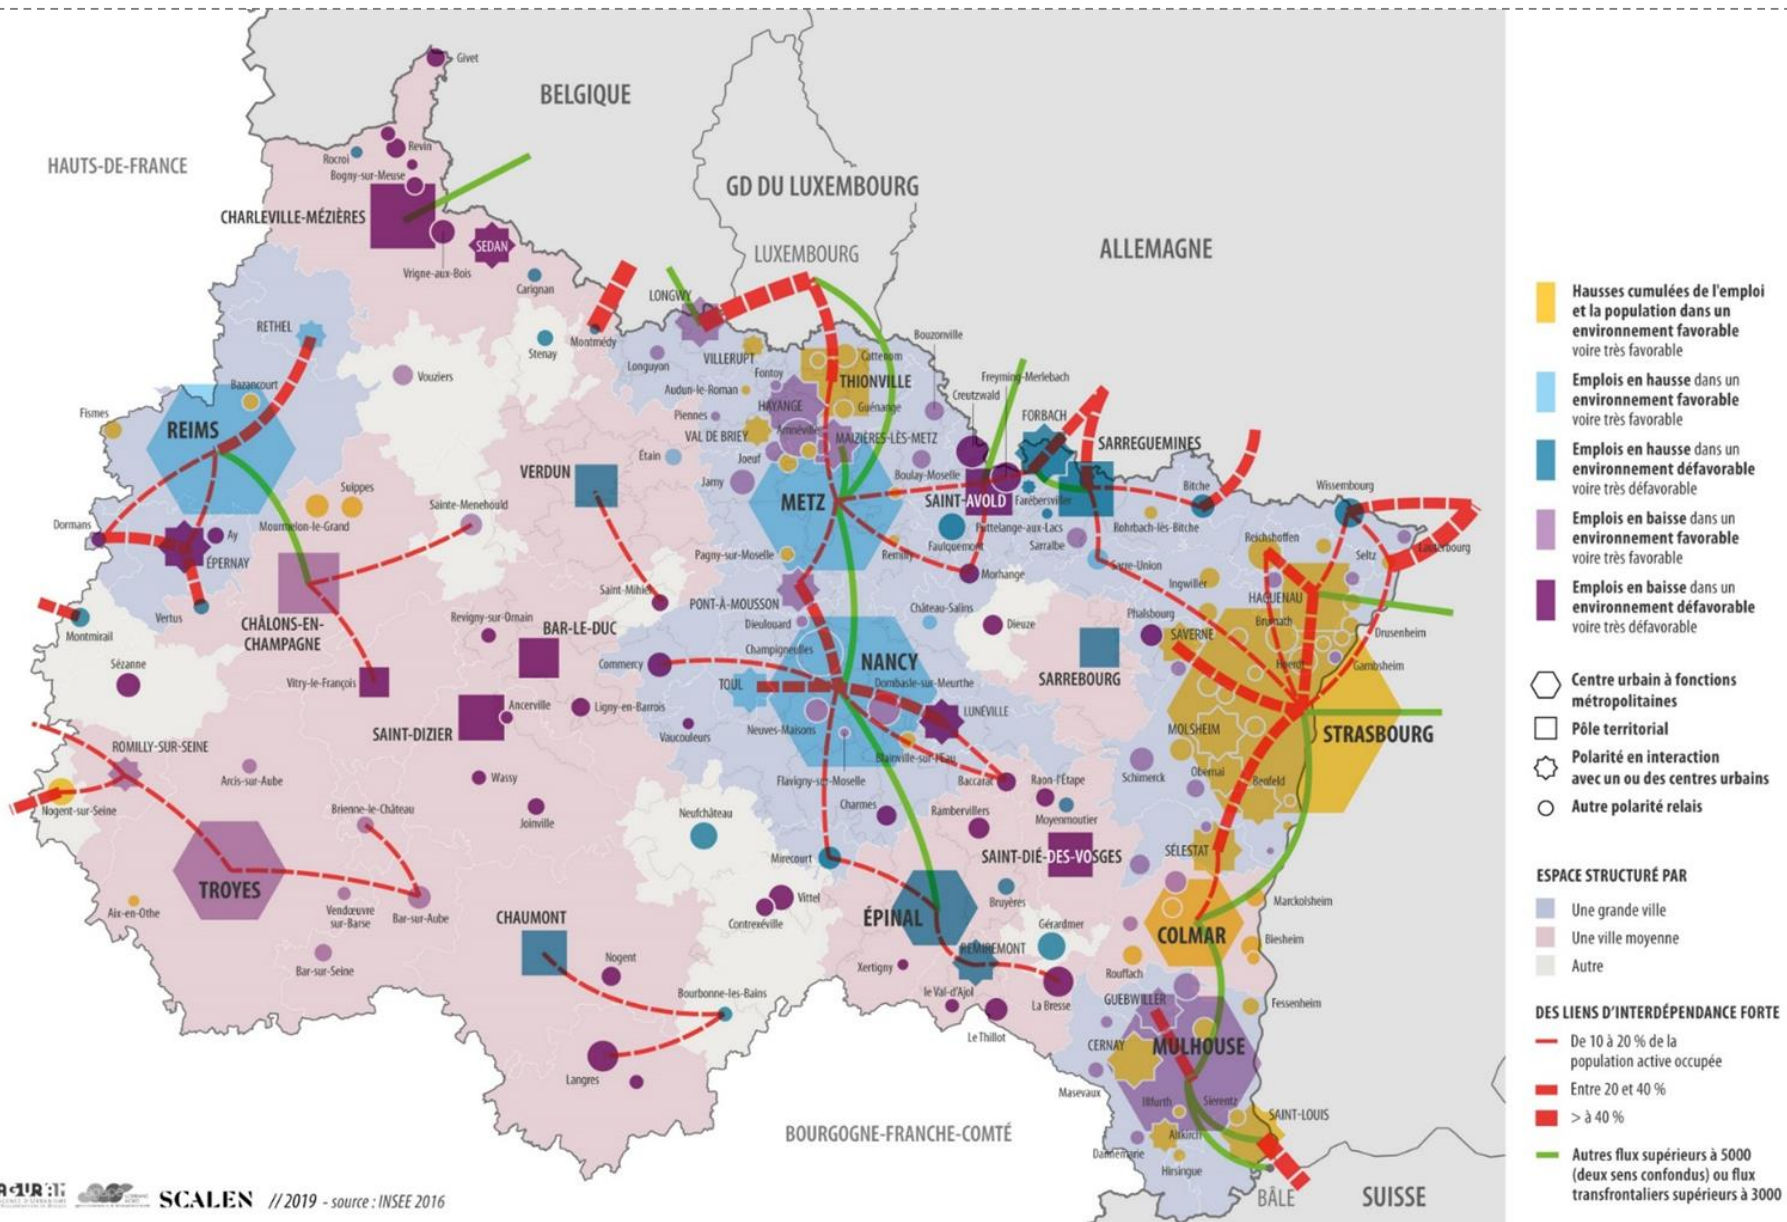 Givet
BELGIQUE
HAUTS-DE-FRANCE
Rocroi
Revin
Bogny-sur-Meuse
CHARLEVILLE-MÉZIÈRES
SEDAN
Vrigne-aux-Bois
Carignan
GD DU LUXEMBOURG
LUXEMBOURG
ALLEMAGNE
LONGWY
RETHEL
Stenay
Montmédy
Longuyon
VILLERUPT
Cattenom
Bouzonville
Fontoy
THIONVILLE
Freyming-Merlebach
Creutzwald
Vouziers
Audun-le-Roman
HAYANGE
Guénange
FORBACH
Bazancourt
Fismes
REIMS
Piennes
VAL DE BRIEY
Amnéville
MAIZIÈRES-LÈS-METZ
SARREGUEMINES
Étain
Joeuf
Boulay-Moselle
VERDUN
Jarny
METZ
SAINT-AVOLD
Farébersviller
Bitche
Wissembourg
Suippes
Sainte-Menehould
Mourmelon-le-Grand
Dormans
Ay
ÉPERNAY
Puttelange-aux-Lacs
Rohrbach-lès-Bitche
Faulquemont
Sarralbe
Reichshoffen
Seltz
Lauterbourg
Pagny-sur-Moselle
Remilly
Morhange
Sarre-Union
Ingwiller
Saint-Mihiel
PONT-À-MOUSSON
Château-Salins
HAGUENAU
Vertus
Montmirail
CHÂLONS-EN-
CHAMPAGNE
Revigny-sur-Ornain
BAR-LE-DUC
Dieulouard
Dieuze
Phalsbourg
SAVERNE
Brumath
Drusenheim
Champigneulles
Sézanne
Vitry-le-François
Commercy
NANCY
SARREBOURG
Hoerdt
Gambsheim
TOUL
Dombasle-sur-Meurthe
SAINT-DIZIER
Ancerville
Ligny-en-Barrois
LUNÉVILLE
Vaucouleurs
Neuves-Maisons
MOLSHEIM
STRASBOURG
ROMILLY-SUR-SEINE
Blainville-sur-l'Eau
Arcis-sur-Aube
Wassy
Flavigny-sur-Moselle
Baccarat
Raon-l'Étape
Schimerck
Obernai
Benfeld
Nogent-sur-Seine
Brienne-le-Château
Joinville
Neufchâteau
Charmes
Rambervillers
Moyenmoutier
Mirecourt
SAINT-DIÉ-DES-VOSGES
SÉLESTAT
TROYES
Aix-en-Othe
Vendœuvre
sur-Barse
Bar-sur-Aube
CHAUMONT
Vittel
Contrexéville
ÉPINAL
Bruyères
Gérardmer
Marckolsheim
COLMAR
Biesheim
Bar-sur-Seine
Nogent
REMIREMONT
Xertigny
Rouffach
Bourbonne-les-Bains
le Val-d'Ajol
La Bresse
GUEBWILLER
Fessenheim
Le Thillot
CERNAY
MULHOUSE
Langres
Masevaux
Illfurth
Sierentz
SAINT-LOUIS
BOURGOGNE-FRANCHE-COMTÉ
Altkirch
Dannemarie
Hirsingue
BÂLE
SUISSE
SCALEN // 2019 - source : INSEE 2016
Hausses cumulées de l'emploi
et la population dans un
environnement favorable
voire très favorable
Emplois en hausse dans un
environnement favorable
voire très favorable
Emplois en hausse dans un
environnement défavorable
voire très défavorable
Emplois en baisse dans un
environnement favorable
voire très favorable
Emplois en baisse dans un
environnement défavorable
voire très défavorable
Centre urbain à fonctions
métropolitaines
Pôle territorial
Polarité en interaction
avec un ou des centres urbains
Autre polarité relais
ESPACE STRUCTURÉ PAR
Une grande ville
Une ville moyenne
Autre
DES LIENS D'INTERDÉPENDANCE FORTE
De 10 à 20 % de la
population active occupée
Entre 20 et 40 %
> à 40 %
Autres flux supérieurs à 5000
(deux sens confondus) ou flux
transfrontaliers supérieurs à 3000